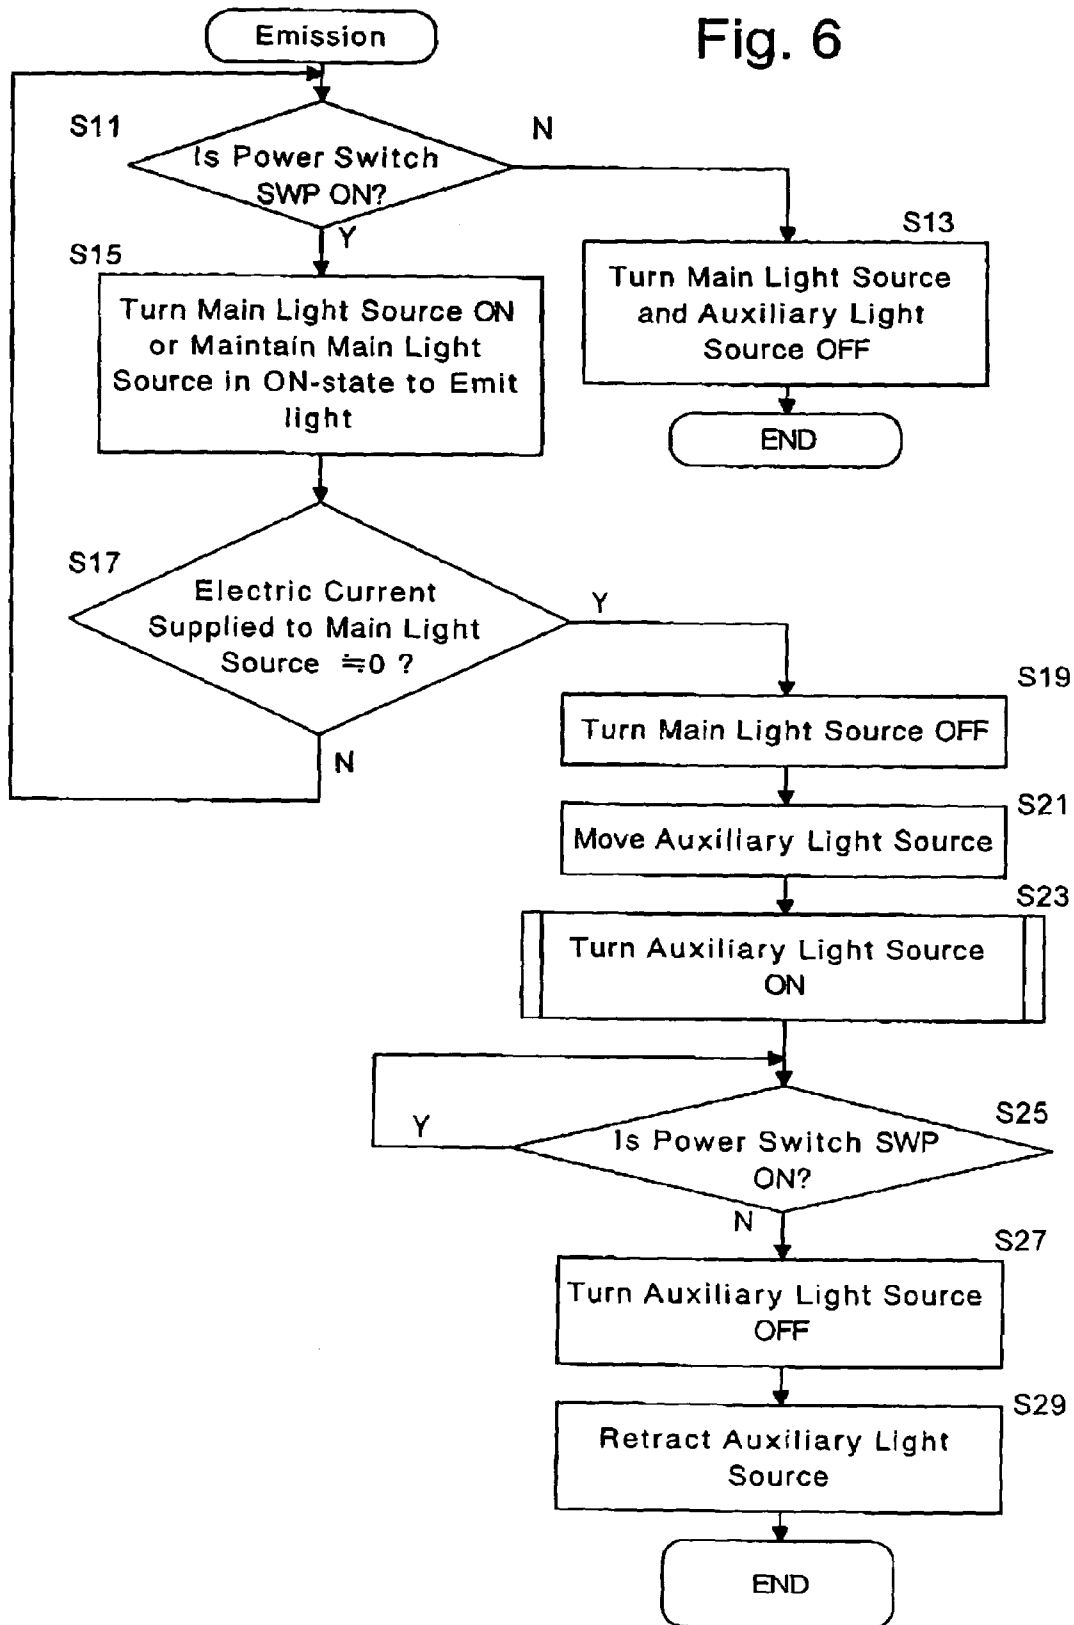 Fig. 6
Emission
S11
Is Power Switch
SWP ON?
N
Y
S13
Turn Main Light Source
and Auxiliary Light
Source OFF
END
S15
Turn Main Light Source ON
or Maintain Main Light
Source in ON-state to Emit
light
S17
Electric Current
Supplied to Main Light
Source ≒0 ?
Y
N
S19
Turn Main Light Source OFF
S21
Move Auxiliary Light Source
S23
Turn Auxiliary Light Source
ON
S25
Is Power Switch SWP
ON?
Y
N
S27
Turn Auxiliary Light Source
OFF
S29
Retract Auxiliary Light
Source
END